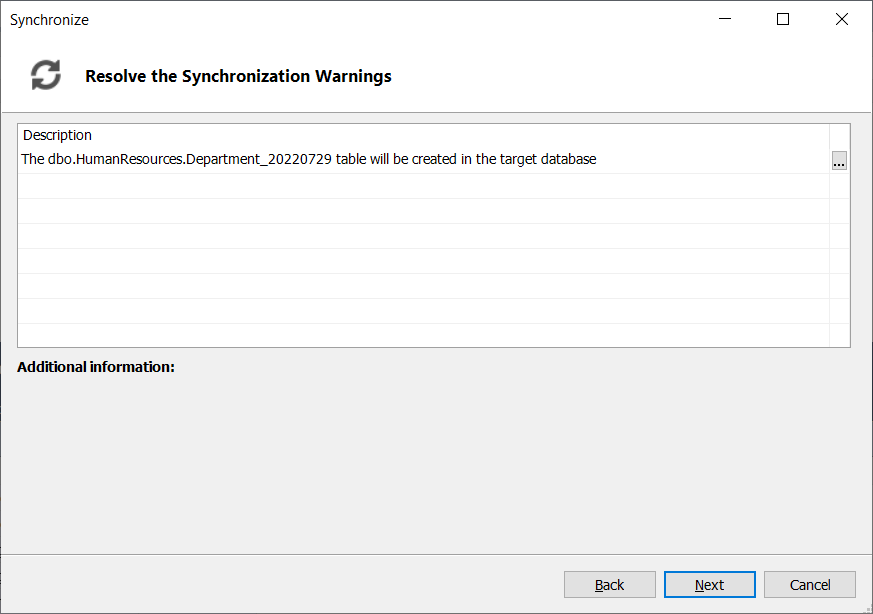 Synchronize
Resolve the Synchronization Warnings
Description
The dbo.HumanResources.Department_20220729 table will be created in the target database
...
Additional information:
Back Next Cancel